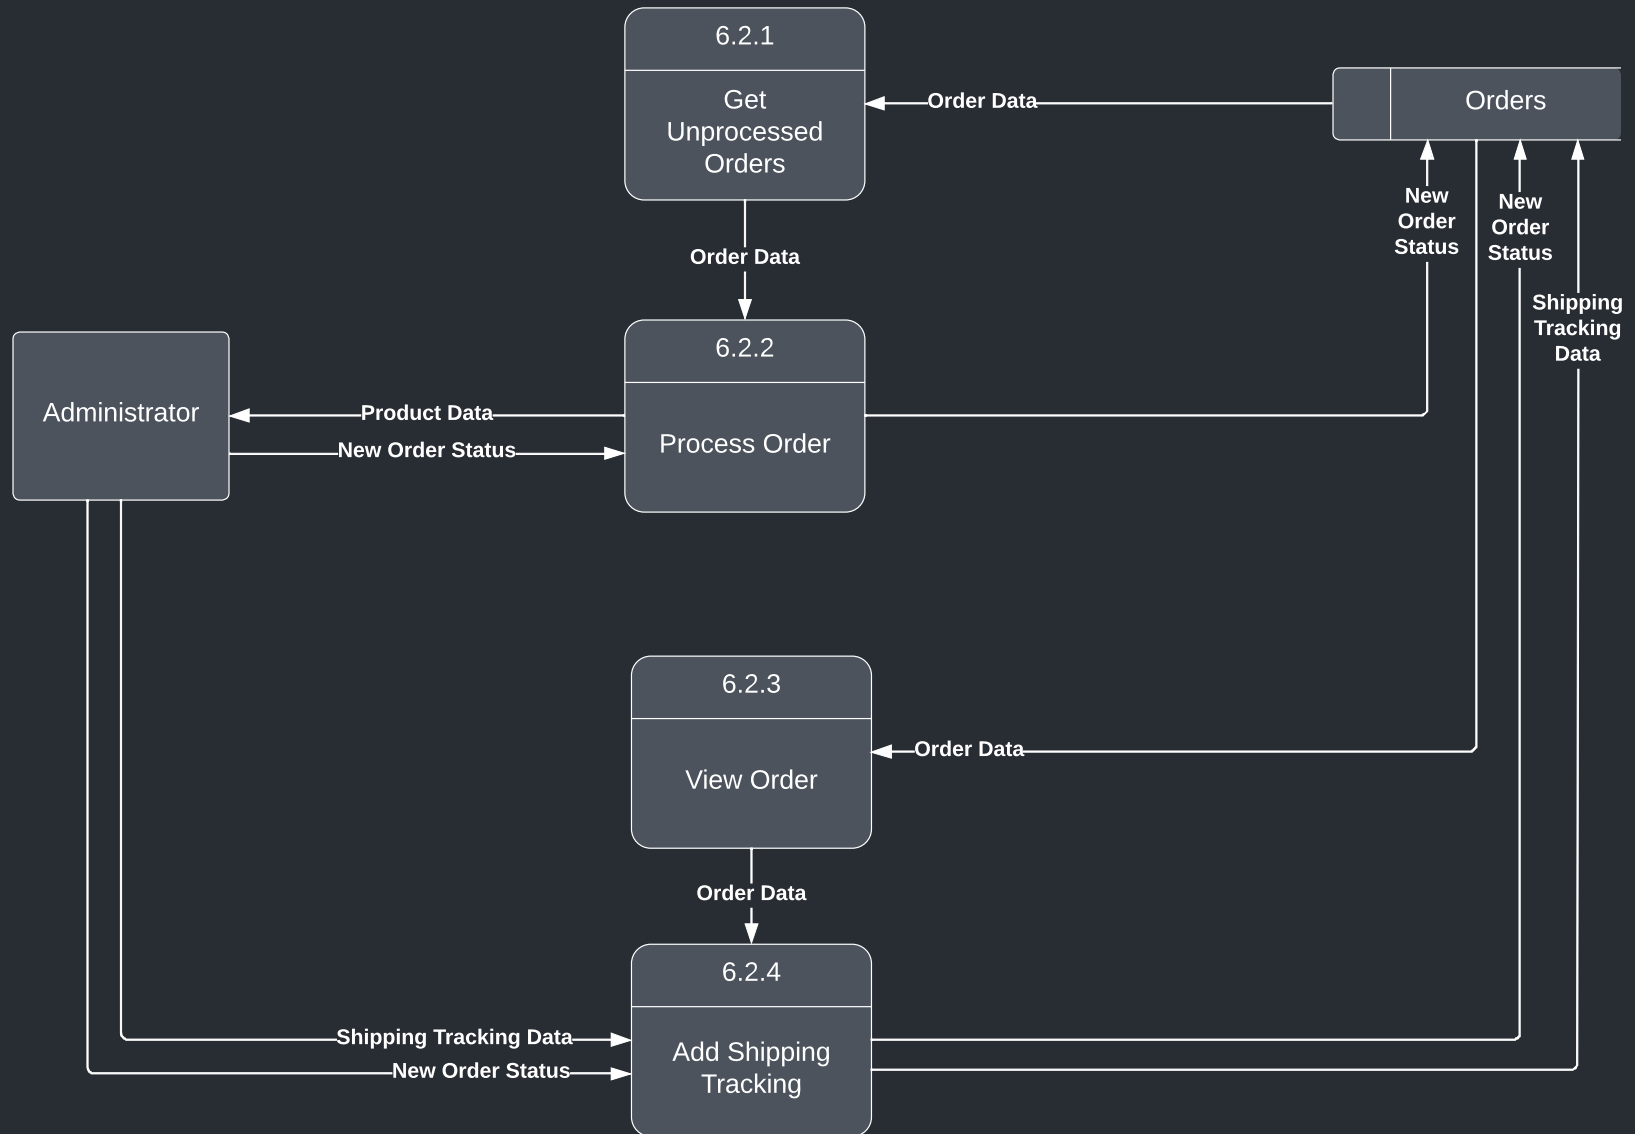 6.2.1
Get
Unprocessed
Orders
Order Data
Orders
New
Order
Status
New
Order
Status
Shipping
Tracking
Data
Order Data
6.2.2
Process Order
Administrator
Product Data
New Order Status
6.2.3
View Order
Order Data
Order Data
6.2.4
Add Shipping
Tracking
Shipping Tracking Data
New Order Status